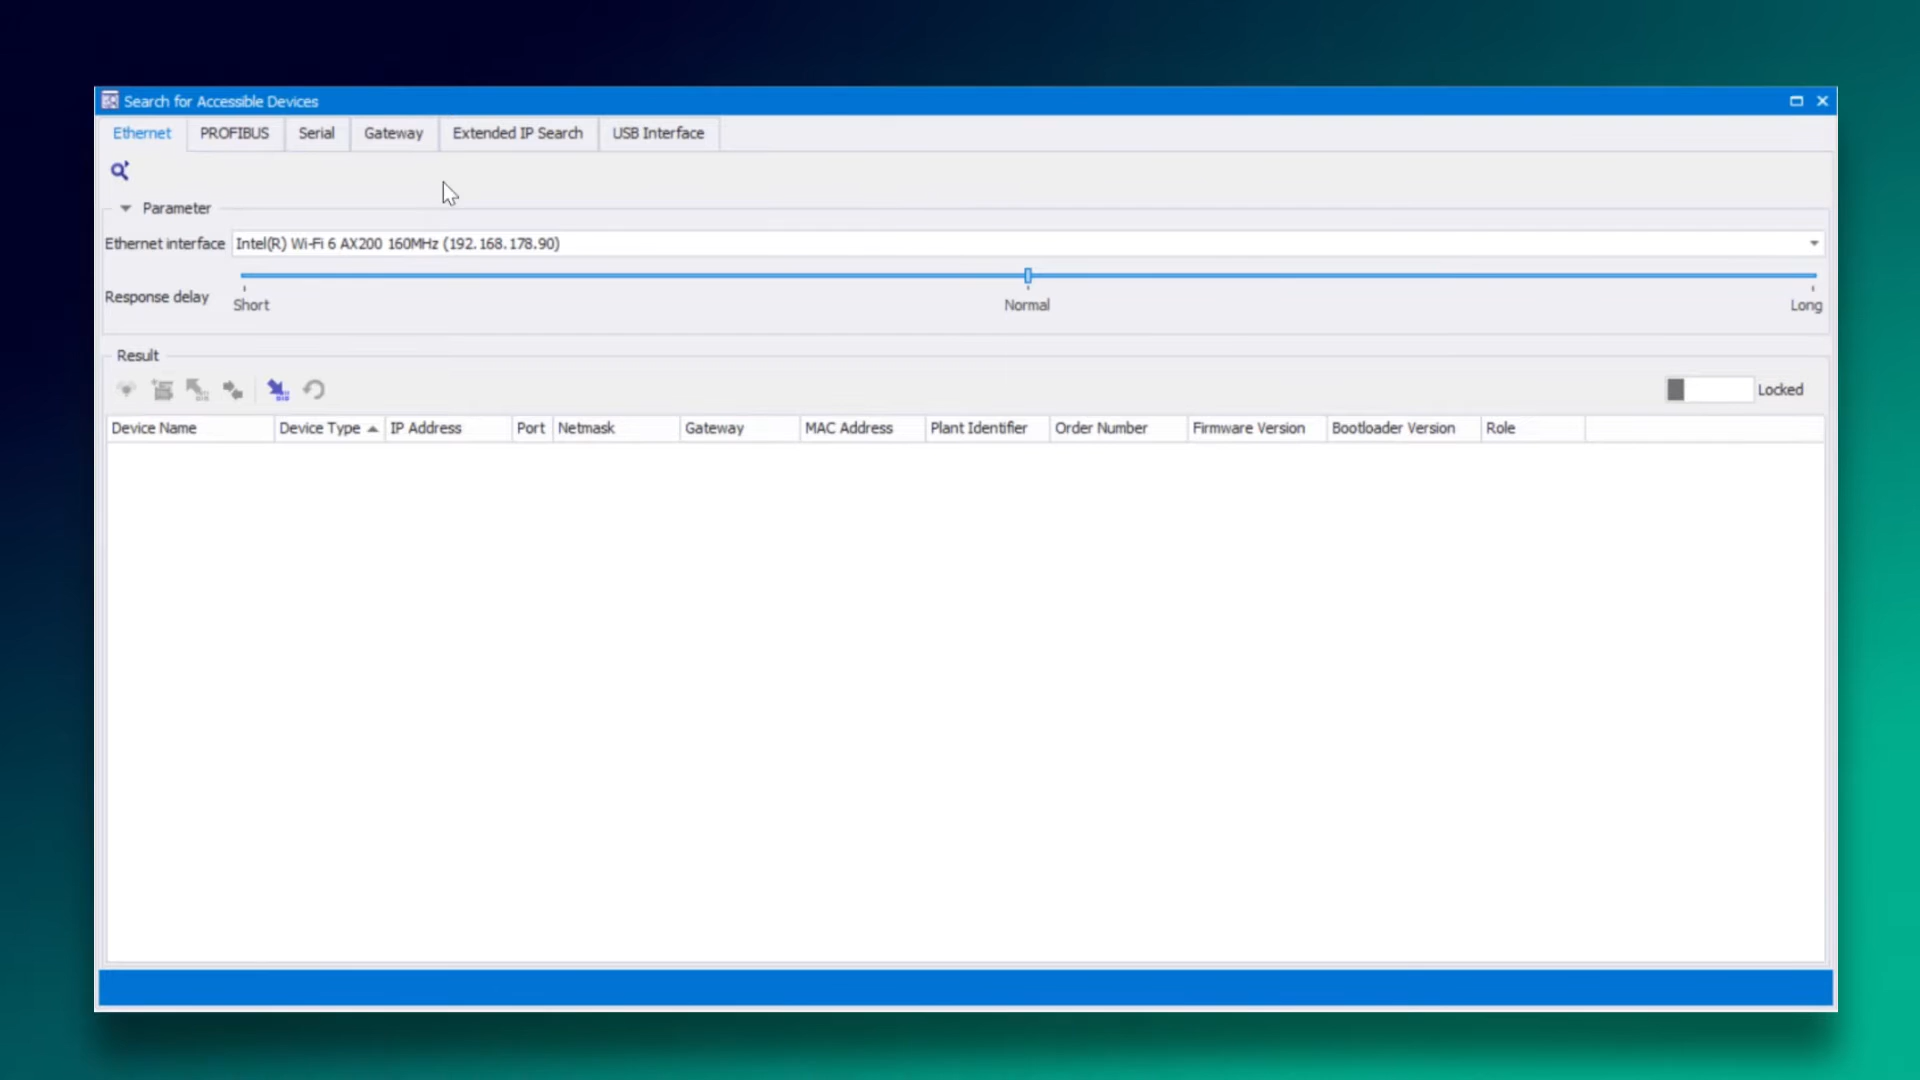 Search for Accessible Devices
Ethernet PROFIBUS Serial Gateway Extended IP Search USB Interface
Parameter
Ethernet interface Intel(R) Wi-Fi 6 AX200 160MHz (192.168.178.90)
Response delay
Short Normal Long
Result
Locked
Device Name Device Type IP Address Port Netmask Gateway MAC Address Plant Identifier Order Number Firmware Version Bootloader Version Role